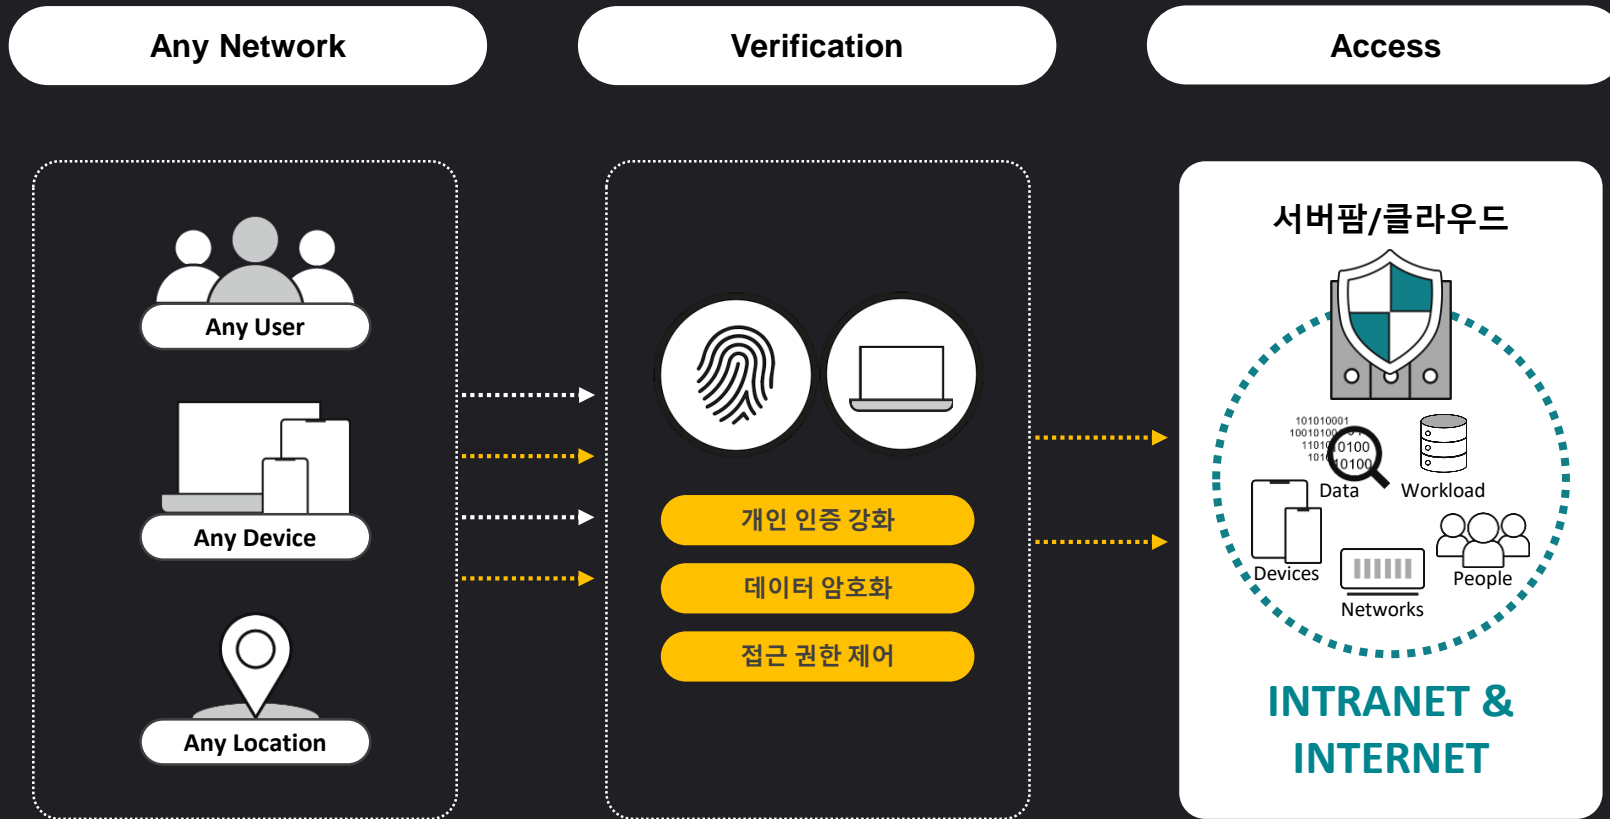 Any Network
Verification
Access
Any User
Any Device
Any Location
개인 인증 강화
데이터 암호화
접근 권한 제어
서버팜/클라우드
101010001
Data
Workload
Devices
Networks
People
INTRANET &
INTERNET